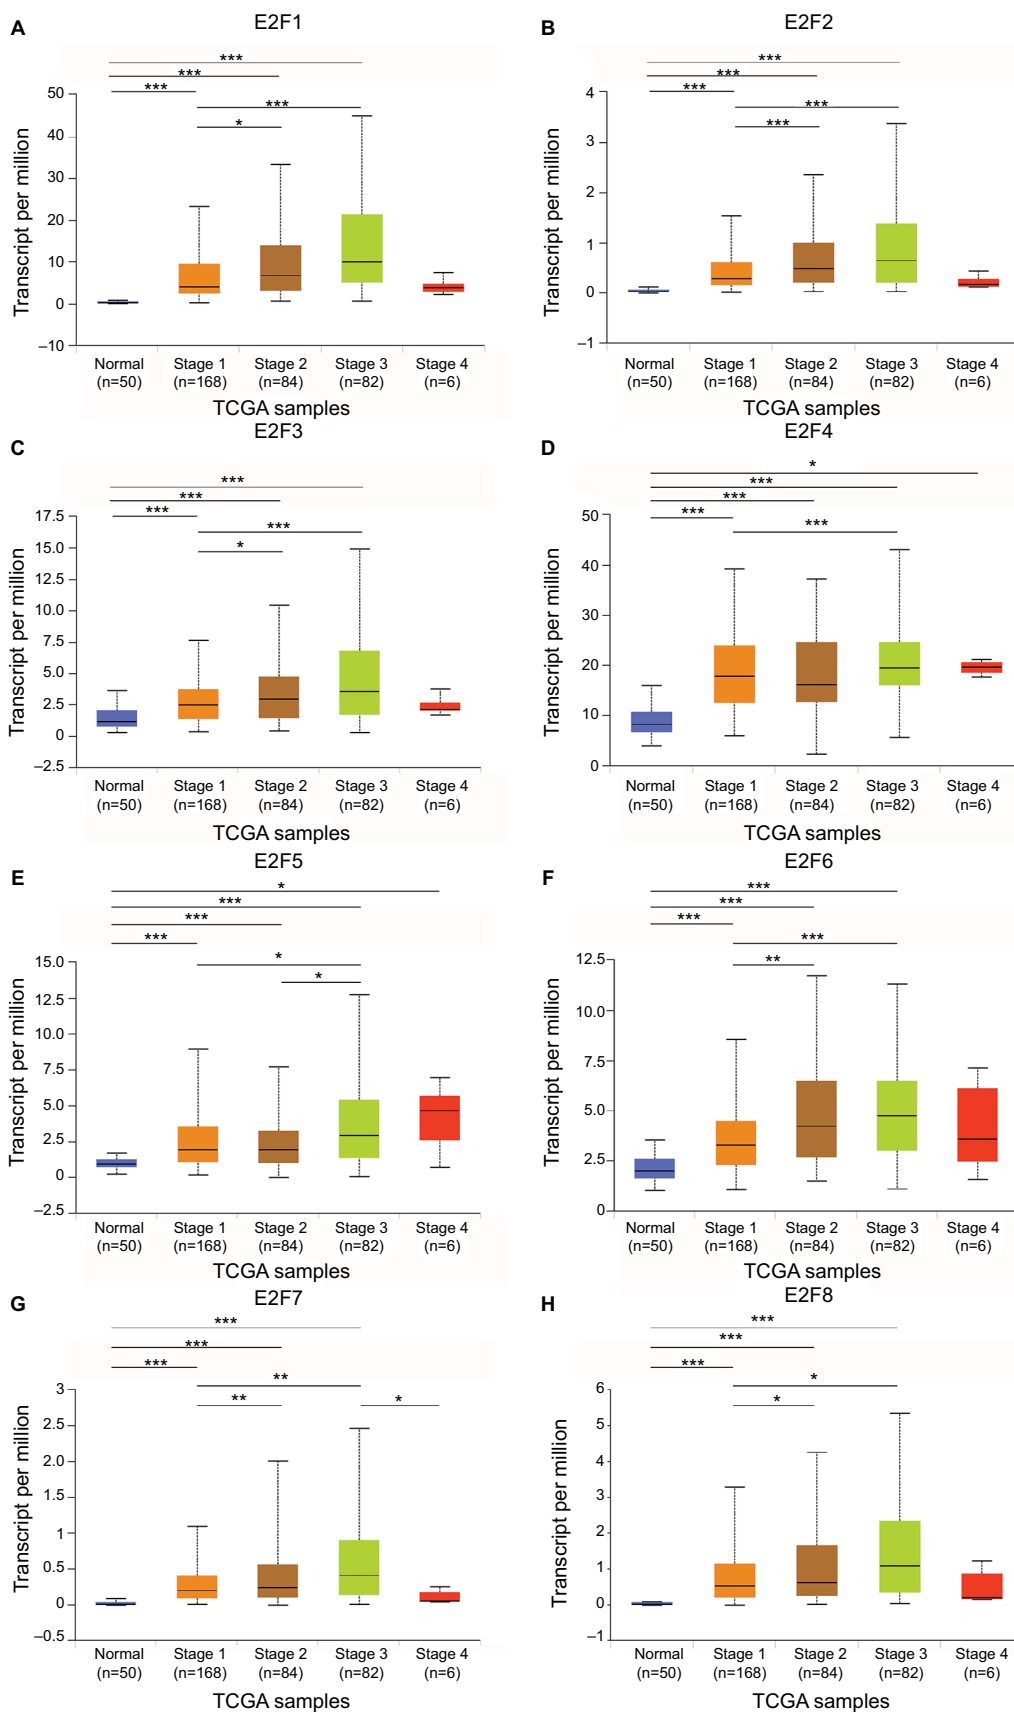 A
E2F1
***
***
***
***
*
Transcript per million
50
40
30
20
10
0
–10
Normal (n=50)
Stage 1 (n=168)
Stage 2 (n=84)
Stage 3 (n=82)
Stage 4 (n=6)
TCGA samples
B
E2F2
***
***
***
***
***
Transcript per million
4
3
2
1
0
–1
Normal (n=50)
Stage 1 (n=168)
Stage 2 (n=84)
Stage 3 (n=82)
Stage 4 (n=6)
TCGA samples
C
E2F3
***
***
***
***
*
Transcript per million
17.5
15.0
12.5
10.0
7.5
5.0
2.5
0
–2.5
Normal (n=50)
Stage 1 (n=168)
Stage 2 (n=84)
Stage 3 (n=82)
Stage 4 (n=6)
TCGA samples
D
E2F4
*
***
***
***
***
Transcript per million
50
40
30
20
10
0
Normal (n=50)
Stage 1 (n=168)
Stage 2 (n=84)
Stage 3 (n=82)
Stage 4 (n=6)
TCGA samples
E
E2F5
*
***
***
***
*
*
Transcript per million
15.0
12.5
10.0
7.5
5.0
2.5
0
–2.5
Normal (n=50)
Stage 1 (n=168)
Stage 2 (n=84)
Stage 3 (n=82)
Stage 4 (n=6)
TCGA samples
F
E2F6
***
***
***
***
**
Transcript per million
12.5
10.0
7.5
5.0
2.5
0
Normal (n=50)
Stage 1 (n=168)
Stage 2 (n=84)
Stage 3 (n=82)
Stage 4 (n=6)
TCGA samples
G
E2F7
***
***
***
**
**
*
Transcript per million
3
2.5
2.0
1
0.5
0
–0.5
Normal (n=50)
Stage 1 (n=168)
Stage 2 (n=84)
Stage 3 (n=82)
Stage 4 (n=6)
TCGA samples
H
E2F8
***
***
***
*
*
Transcript per million
6
5
4
3
2
1
0
–1
Normal (n=50)
Stage 1 (n=168)
Stage 2 (n=84)
Stage 3 (n=82)
Stage 4 (n=6)
TCGA samples